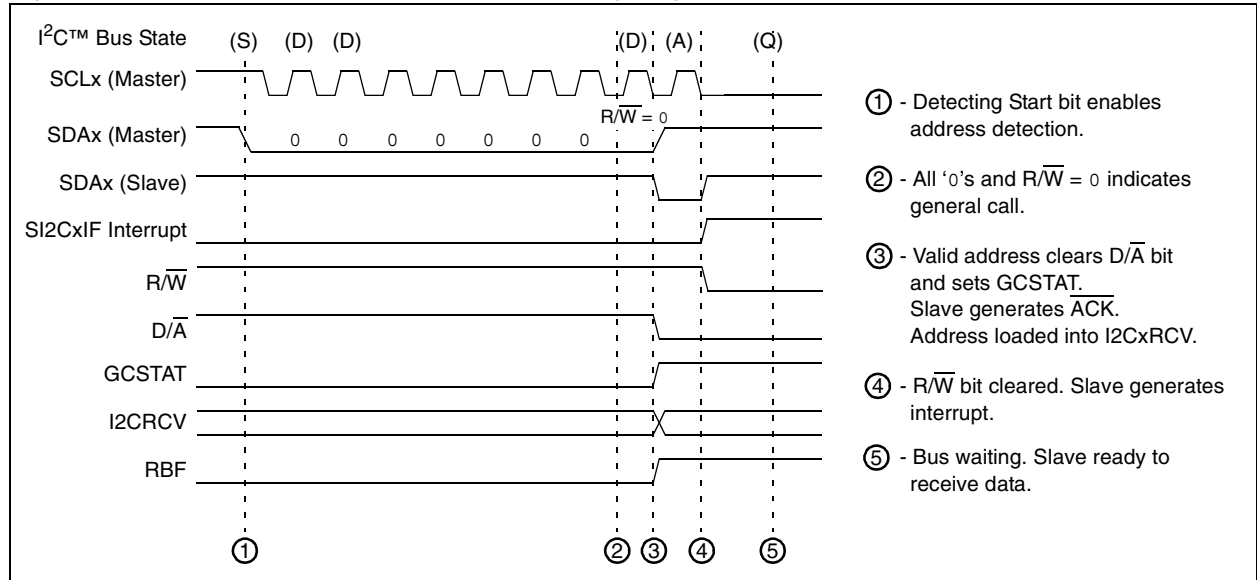 I²C™ Bus State (S) (D) (D) (D) (A) (Q)
SCLx (Master)
R/W̅ = 0
SDAx (Master) 0 0 0 0 0 0 0
SDAx (Slave)
SI2CxIF Interrupt
R/W̅
D/A̅
GCSTAT
I2CRCV
RBF
① ② ③ ④ ⑤
① - Detecting Start bit enables
address detection.
② - All ‘0’s and R/W̅ = 0 indicates
general call.
③ - Valid address clears D/A̅ bit
and sets GCSTAT.
Slave generates A̅C̅K̅.
Address loaded into I2CxRCV.
④ - R/W̅ bit cleared. Slave generates
interrupt.
⑤ - Bus waiting. Slave ready to
receive data.